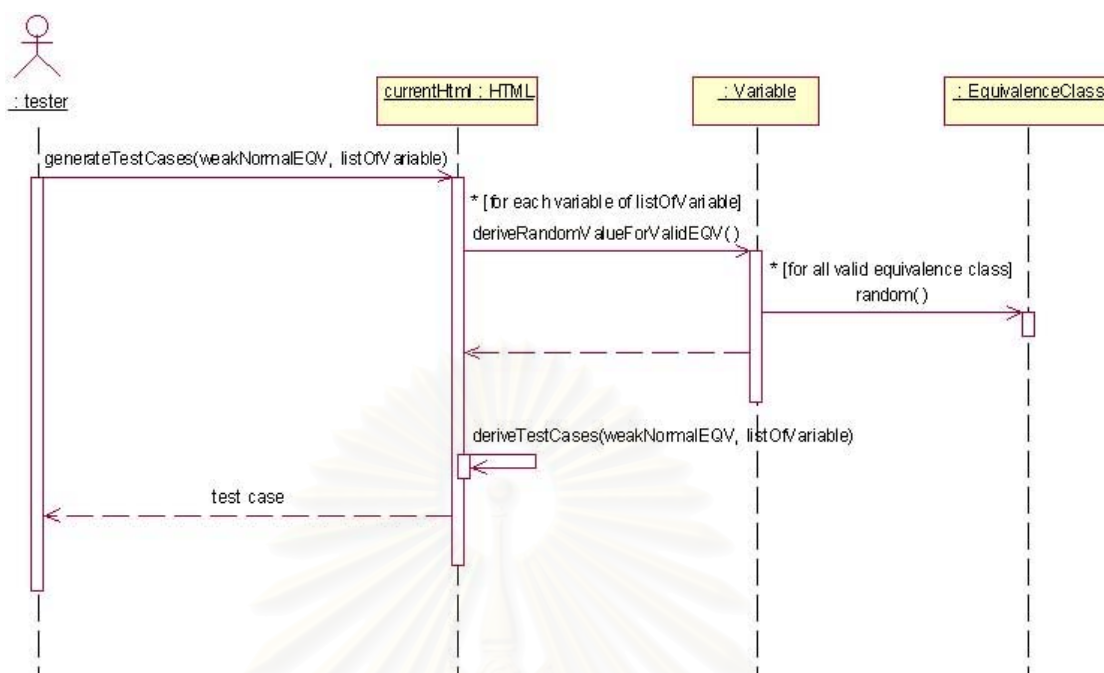 : tester
currentHtml : HTML
: Variable
: EquivalenceClass
generateTestCases(weakNormalEQV, listOfVariable)
* [for each variable of listOfVariable]
deriveRandomValueForValidEQV()
* [for all valid equivalence class]
random()
deriveTestCases(weakNormalEQV, listOfVariable)
test case